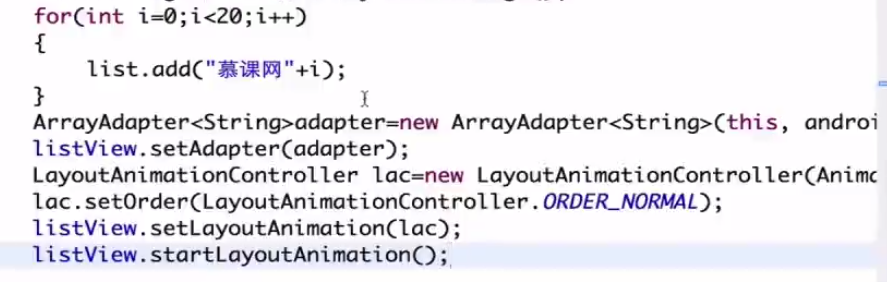 for(int i=0;i<20;i++)
{
list.add("慕课网"+i);
}
ArrayAdapter<String>adapter=new ArrayAdapter<String>(this, androi
listView.setAdapter(adapter);
LayoutAnimationController lac=new LayoutAnimationController(Anima
lac.setOrder(LayoutAnimationController.ORDER_NORMAL);
listView.setLayoutAnimation(lac);
listView.startLayoutAnimation();